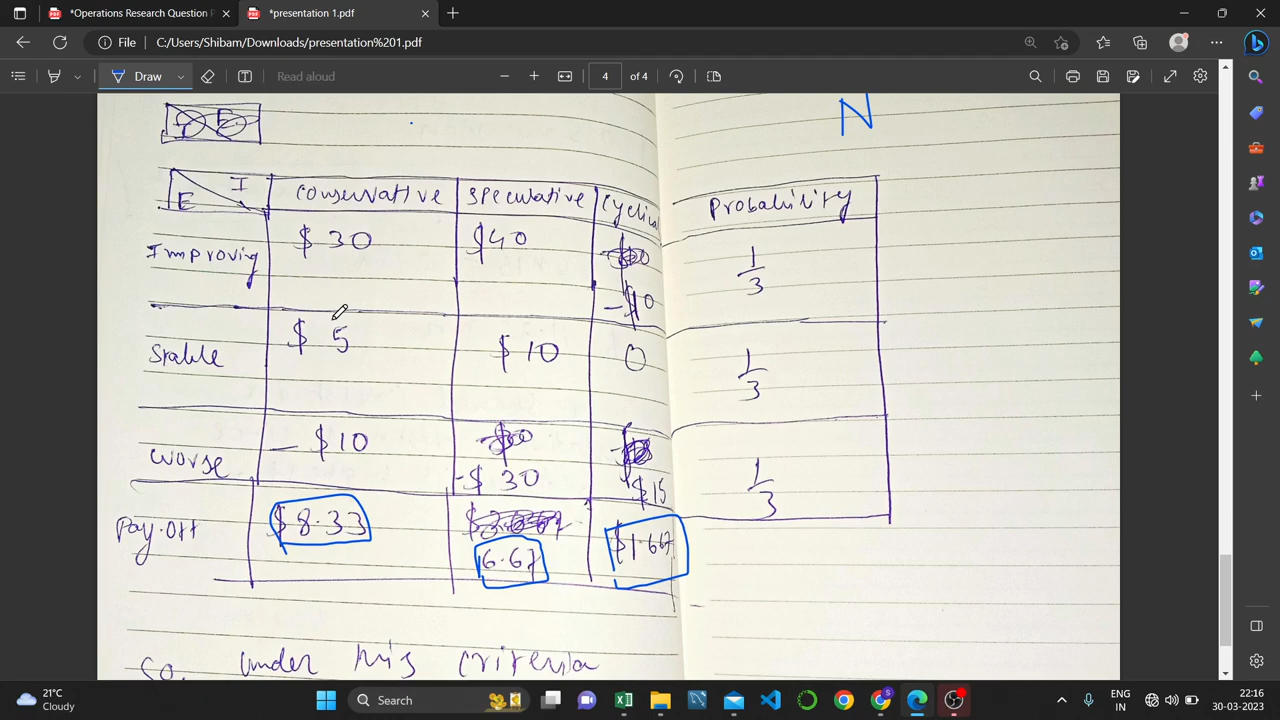 *Operations Research Question P
*presentation 1.pdf
File
C:/Users/Shibam/Downloads/presentation%201.pdf
Draw
Read aloud
4
of 4
N
I
E
Conservative
Speculative
Cyclical
Probability
Improving
$ 30
$40
-$10
1/3
Stable
$ 5
$ 10
0
1/3
Worse
- $10
-$ 30
$15
1/3
Pay-off
$ 8.33
6.67
$1.67
So, under this criteria
21°C
Cloudy
Search
ENG
IN
22:16
30-03-2023